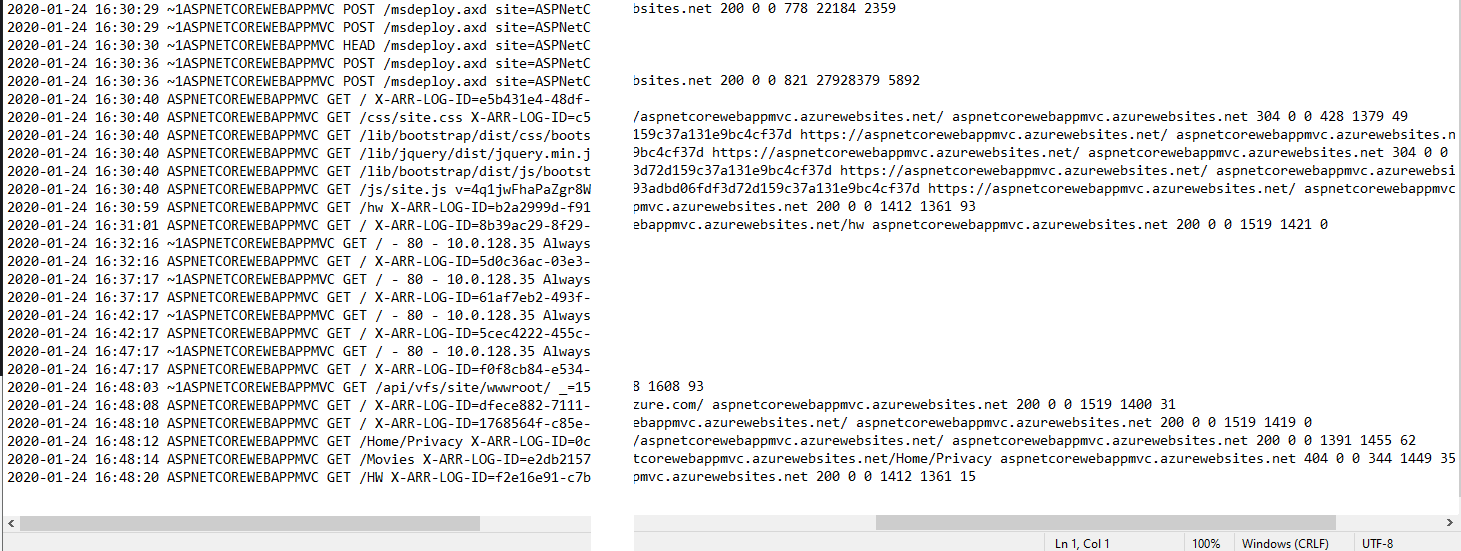 2020-01-24 16:30:29 ~1ASPNETCOREWEBAPPMVC POST /msdeploy.axd site=ASPNetC bsites.net 200 0 0 778 22184 2359
2020-01-24 16:30:29 ~1ASPNETCOREWEBAPPMVC POST /msdeploy.axd site=ASPNetC
2020-01-24 16:30:30 ~1ASPNETCOREWEBAPPMVC HEAD /msdeploy.axd site=ASPNetC
2020-01-24 16:30:36 ~1ASPNETCOREWEBAPPMVC POST /msdeploy.axd site=ASPNetC
2020-01-24 16:30:36 ~1ASPNETCOREWEBAPPMVC POST /msdeploy.axd site=ASPNetC bsites.net 200 0 0 821 27928379 5892
2020-01-24 16:30:40 ASPNETCOREWEBAPPMVC GET / X-ARR-LOG-ID=e5b431e4-48df-
2020-01-24 16:30:40 ASPNETCOREWEBAPPMVC GET /css/site.css X-ARR-LOG-ID=c5 /aspnetcorewebappmvc.azurewebsites.net/ aspnetcorewebappmvc.azurewebsites.net 304 0 0 428 1379 49
2020-01-24 16:30:40 ASPNETCOREWEBAPPMVC GET /lib/bootstrap/dist/css/boots 159c37a131e9bc4cf37d https://aspnetcorewebappmvc.azurewebsites.net/ aspnetcorewebappmvc.azurewebsites.n
2020-01-24 16:30:40 ASPNETCOREWEBAPPMVC GET /lib/jquery/dist/jquery.min.j 9bc4cf37d https://aspnetcorewebappmvc.azurewebsites.net/ aspnetcorewebappmvc.azurewebsites.net 304 0 0
2020-01-24 16:30:40 ASPNETCOREWEBAPPMVC GET /lib/bootstrap/dist/js/bootst 3d72d159c37a131e9bc4cf37d https://aspnetcorewebappmvc.azurewebsites.net/ aspnetcorewebappmvc.azurewebsi
2020-01-24 16:30:40 ASPNETCOREWEBAPPMVC GET /js/site.js v=4q1jwFhaPaZgr8W 93adbd06fdf3d72d159c37a131e9bc4cf37d https://aspnetcorewebappmvc.azurewebsites.net/ aspnetcorewebappmvc
2020-01-24 16:30:59 ASPNETCOREWEBAPPMVC GET /hw X-ARR-LOG-ID=b2a2999d-f91 pmvc.azurewebsites.net 200 0 0 1412 1361 93
2020-01-24 16:31:01 ASPNETCOREWEBAPPMVC GET / X-ARR-LOG-ID=8b39ac29-8f29- ebappmvc.azurewebsites.net/hw aspnetcorewebappmvc.azurewebsites.net 200 0 0 1519 1421 0
2020-01-24 16:32:16 ~1ASPNETCOREWEBAPPMVC GET / - 80 - 10.0.128.35 Always
2020-01-24 16:32:16 ASPNETCOREWEBAPPMVC GET / X-ARR-LOG-ID=5d0c36ac-03e3-
2020-01-24 16:37:17 ~1ASPNETCOREWEBAPPMVC GET / - 80 - 10.0.128.35 Always
2020-01-24 16:37:17 ASPNETCOREWEBAPPMVC GET / X-ARR-LOG-ID=61af7eb2-493f-
2020-01-24 16:42:17 ~1ASPNETCOREWEBAPPMVC GET / - 80 - 10.0.128.35 Always
2020-01-24 16:42:17 ASPNETCOREWEBAPPMVC GET / X-ARR-LOG-ID=5cec4222-455c-
2020-01-24 16:47:17 ~1ASPNETCOREWEBAPPMVC GET / - 80 - 10.0.128.35 Always
2020-01-24 16:47:17 ASPNETCOREWEBAPPMVC GET / X-ARR-LOG-ID=f0f8cb84-e534-
2020-01-24 16:48:03 ~1ASPNETCOREWEBAPPMVC GET /api/vfs/site/wwwroot/ _=15 8 1608 93
2020-01-24 16:48:08 ASPNETCOREWEBAPPMVC GET / X-ARR-LOG-ID=dfece882-7111- zure.com/ aspnetcorewebappmvc.azurewebsites.net 200 0 0 1519 1400 31
2020-01-24 16:48:10 ASPNETCOREWEBAPPMVC GET / X-ARR-LOG-ID=1768564f-c85e- ebappmvc.azurewebsites.net/ aspnetcorewebappmvc.azurewebsites.net 200 0 0 1519 1419 0
2020-01-24 16:48:12 ASPNETCOREWEBAPPMVC GET /Home/Privacy X-ARR-LOG-ID=0c /aspnetcorewebappmvc.azurewebsites.net/ aspnetcorewebappmvc.azurewebsites.net 200 0 0 1391 1455 62
2020-01-24 16:48:14 ASPNETCOREWEBAPPMVC GET /Movies X-ARR-LOG-ID=e2db2157 tcorewebappmvc.azurewebsites.net/Home/Privacy aspnetcorewebappmvc.azurewebsites.net 404 0 0 344 1449 35
2020-01-24 16:48:20 ASPNETCOREWEBAPPMVC GET /HW X-ARR-LOG-ID=f2e16e91-c7b pmvc.azurewebsites.net 200 0 0 1412 1361 15
Ln 1, Col 1 100% Windows (CRLF) UTF-8